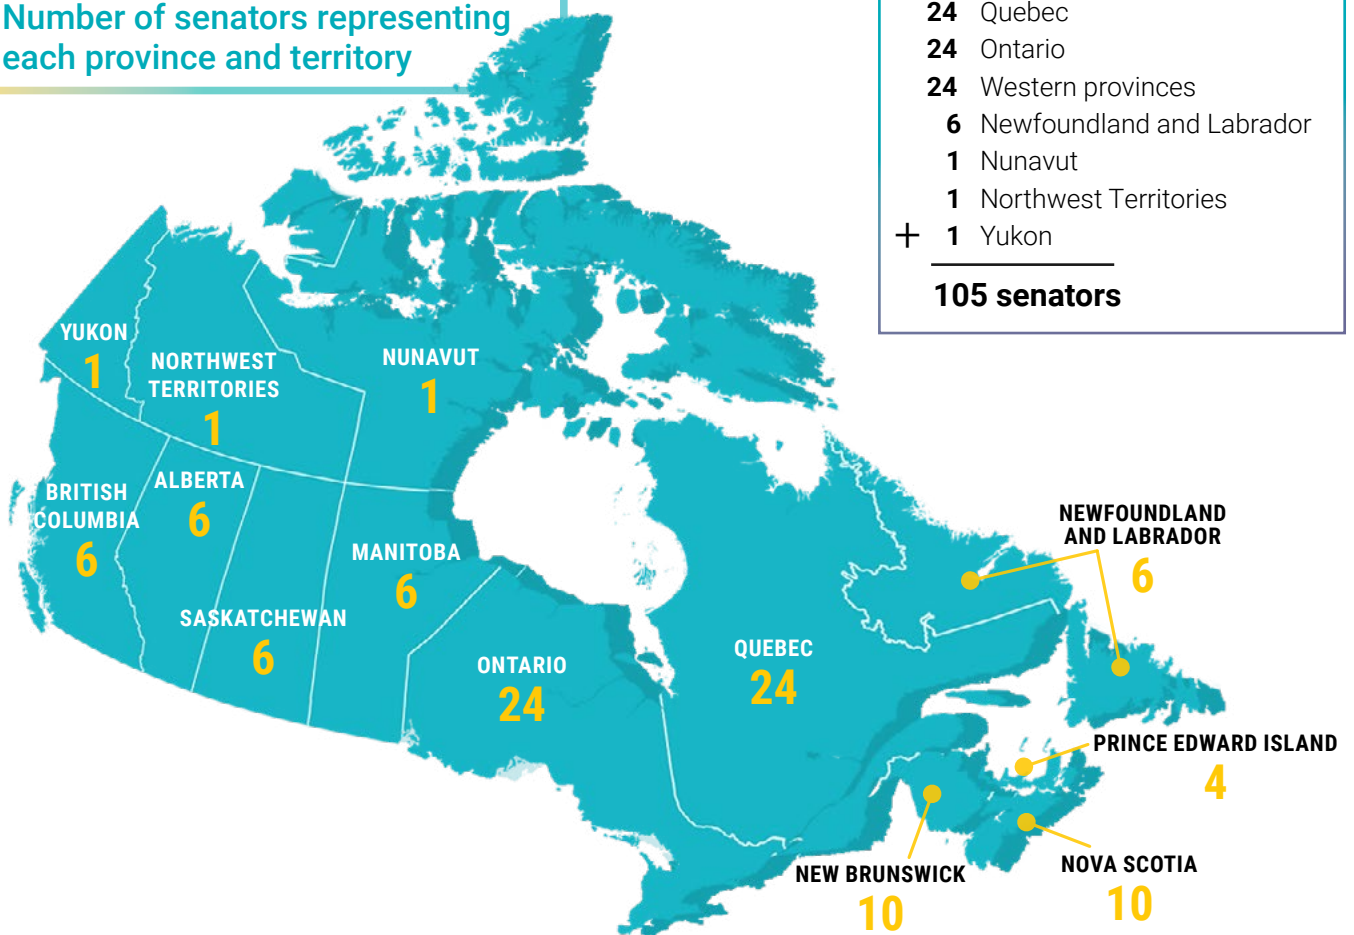 Number of senators representing
each province and territory
24 Quebec
24 Ontario
24 Western provinces
6 Newfoundland and Labrador
1 Nunavut
1 Northwest Territories
+ 1 Yukon
105 senators
YUKON
1
NORTHWEST
TERRITORIES
1
NUNAVUT
1
BRITISH
COLUMBIA
6
ALBERTA
6
SASKATCHEWAN
6
MANITOBA
6
ONTARIO
24
QUEBEC
24
NEWFOUNDLAND
AND LABRADOR
6
PRINCE EDWARD ISLAND
4
NOVA SCOTIA
10
NEW BRUNSWICK
10